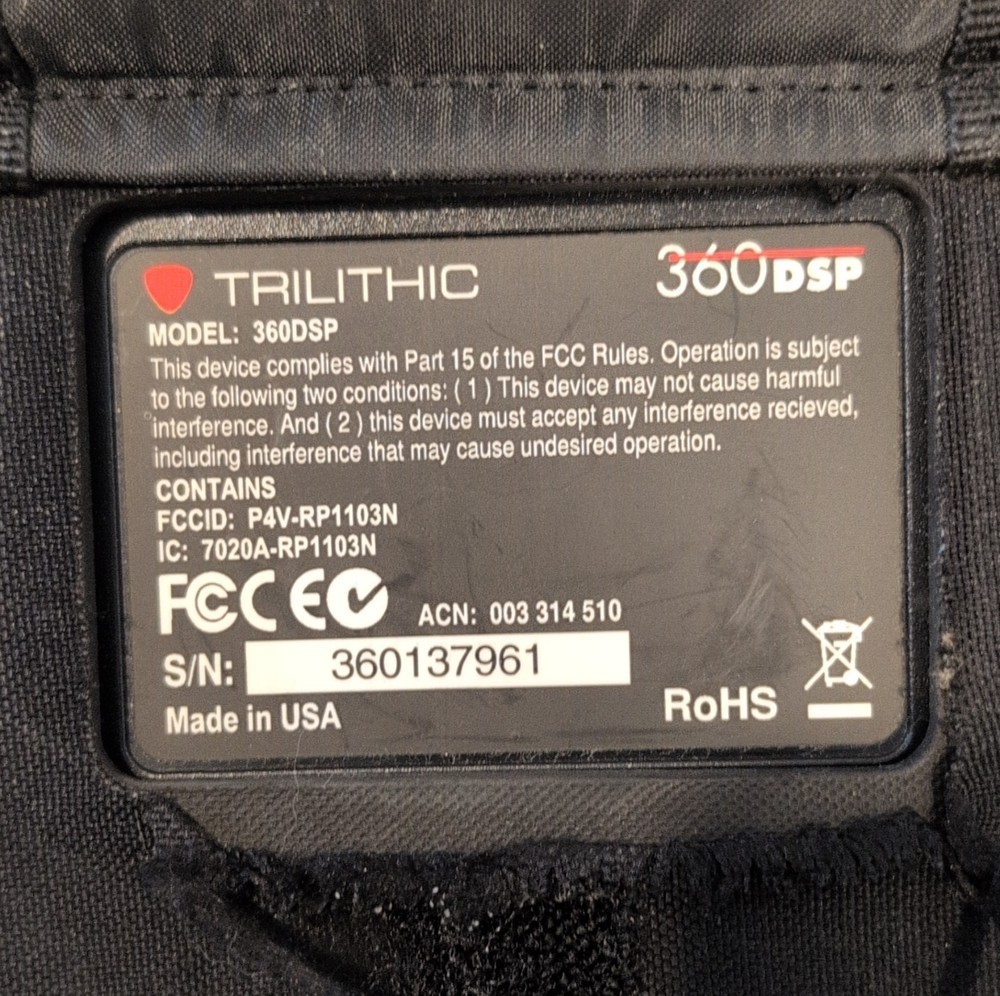 TRILITHIC 360DSP
MODEL: 360DSP
This device complies with Part 15 of the FCC Rules. Operation is subject
to the following two conditions: ( 1 ) This device may not cause harmful
interference. And ( 2 ) this device must accept any interference recieved,
including interference that may cause undesired operation.
CONTAINS
FCCID: P4V-RP1103N
IC: 7020A-RP1103N
FCC CE ACN: 003 314 510
S/N: 360137961
Made in USA RoHS